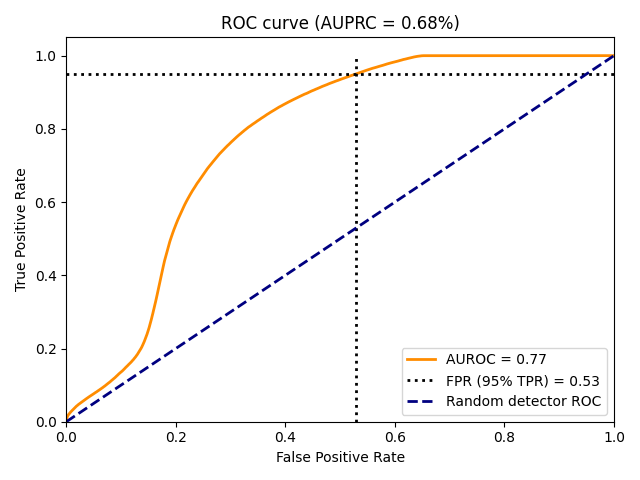 ROC curve (AUPRC = 0.68%)
1.0
0.8
0.6
0.4
0.2
0.0
True Positive Rate
0.0 0.2 0.4 0.6 0.8 1.0
False Positive Rate
AUROC = 0.77
FPR (95% TPR) = 0.53
Random detector ROC